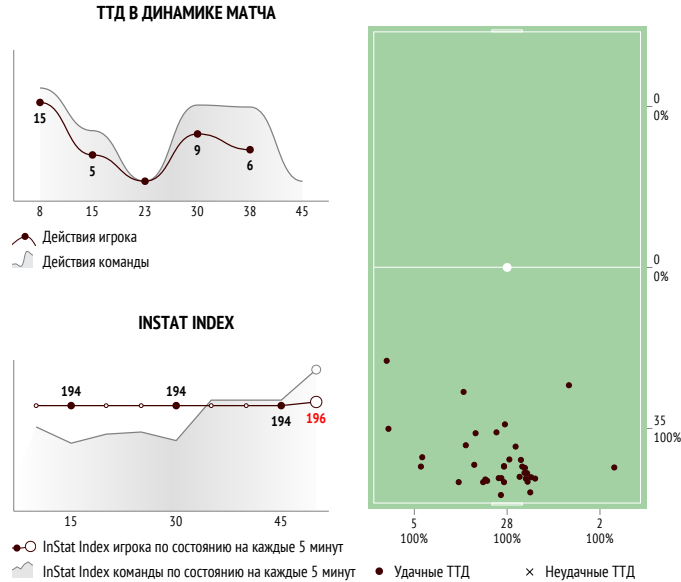 ТТД В ДИНАМИКЕ МАТЧА
15
5
9
6
8 15 23 30 38 45
Действия игрока
Действия команды
INSTAT INDEX
194 194 194 196
15 30 45
InStat Index игрока по состоянию на каждые 5 минут
InStat Index команды по состоянию на каждые 5 минут
0
0%
0
0%
35
100%
5 28 2
100% 100% 100%
Удачные ТТД × Неудачные ТТД